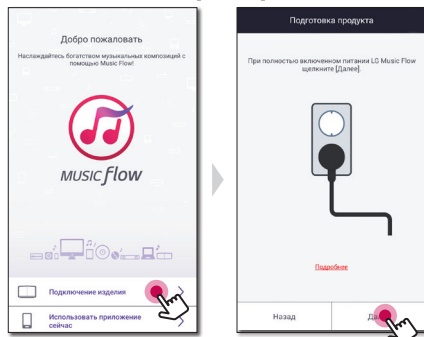 Добро пожаловать
Наслаждайтесь богатством музыкальных композиций с
помощью Music Flow!
MUSIC flow
Подключение изделия
Использовать приложение
сейчас
Подготовка продукта
При полностью включенном питании LG Music Flow
щелкните [Далее].
Подробнее
Назад